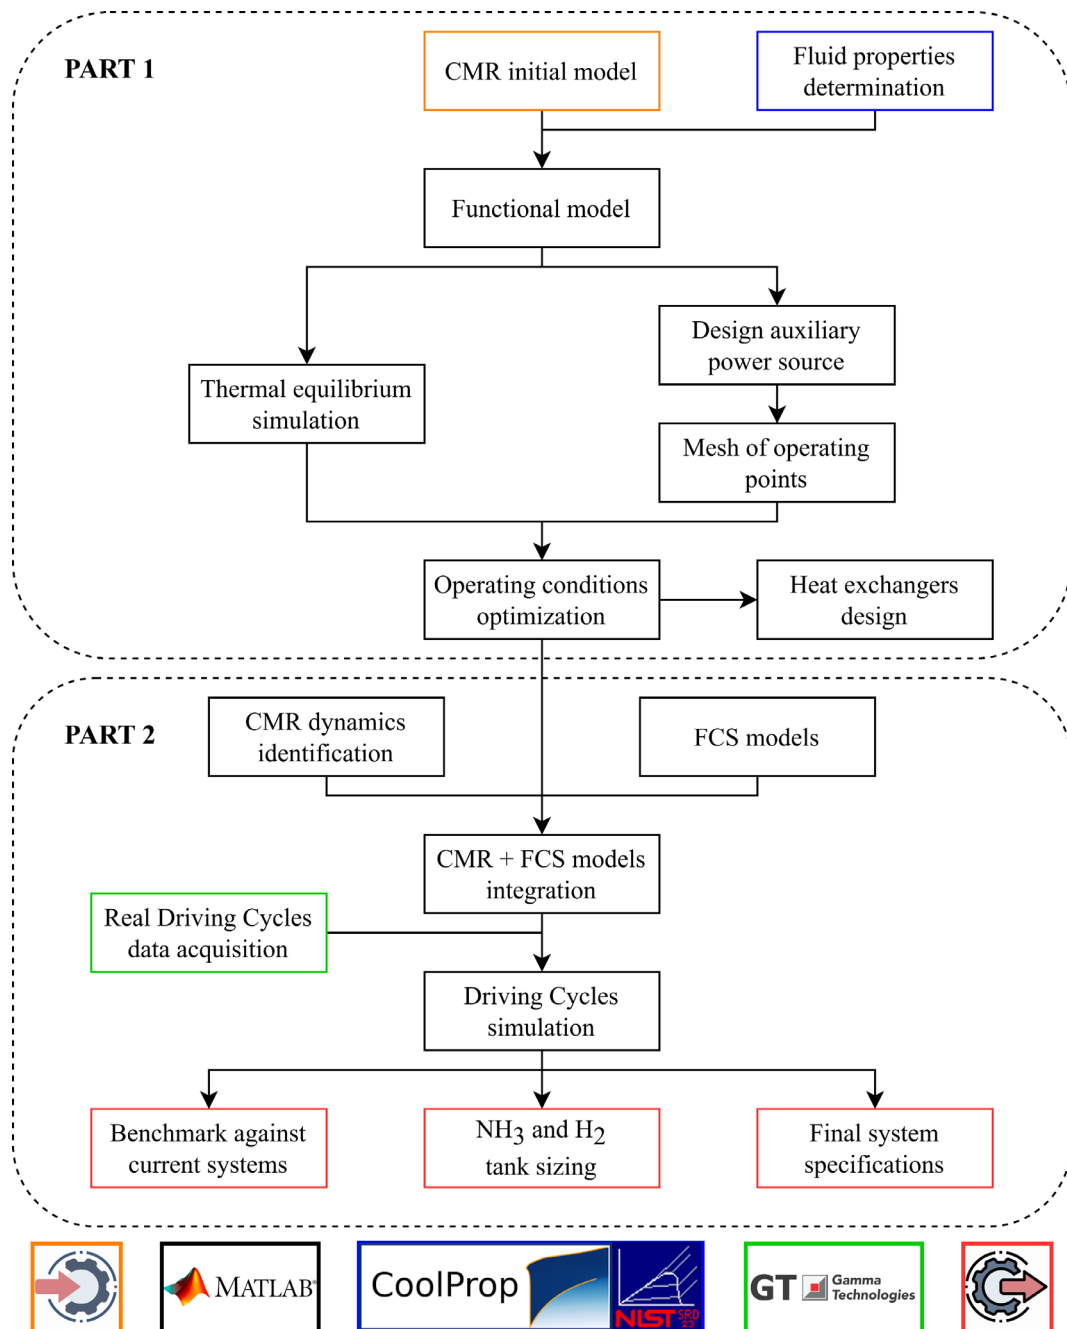 PART 1
CMR initial model
Fluid properties
determination
Functional model
Design auxiliary
power source
Thermal equilibrium
simulation
Mesh of operating
points
Operating conditions
optimization
Heat exchangers
design
PART 2
CMR dynamics
identification
FCS models
CMR + FCS models
integration
Real Driving Cycles
data acquisition
Driving Cycles
simulation
Benchmark against
current systems
NH3 and H2
tank sizing
Final system
specifications
MATLAB®
CoolProp
NIST SRD 23
GT Gamma
Technologies